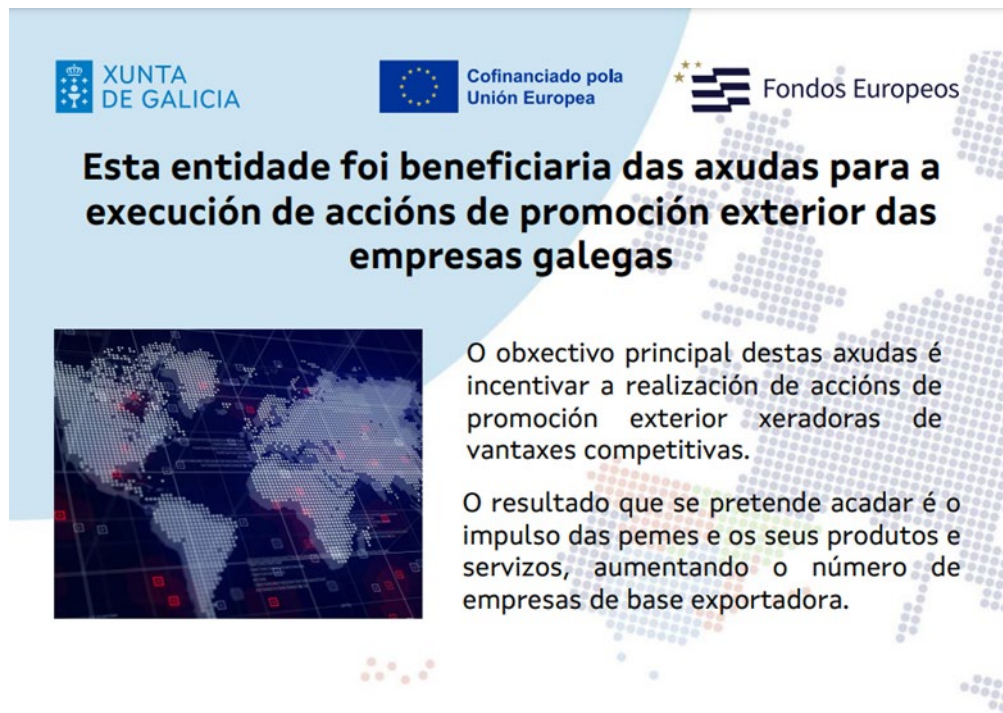 XUNTA
DE GALICIA
Cofinanciado pola
Unión Europea
Fondos Europeos
Esta entidade foi beneficiaria das axudas para a
execución de accións de promoción exterior das
empresas galegas
O obxectivo principal destas axudas é
incentivar a realización de accións de
promoción exterior xeradoras de
vantaxes competitivas.
O resultado que se pretende acadar é o
impulso das pemes e os seus produtos e
servizos, aumentando o número de
empresas de base exportadora.